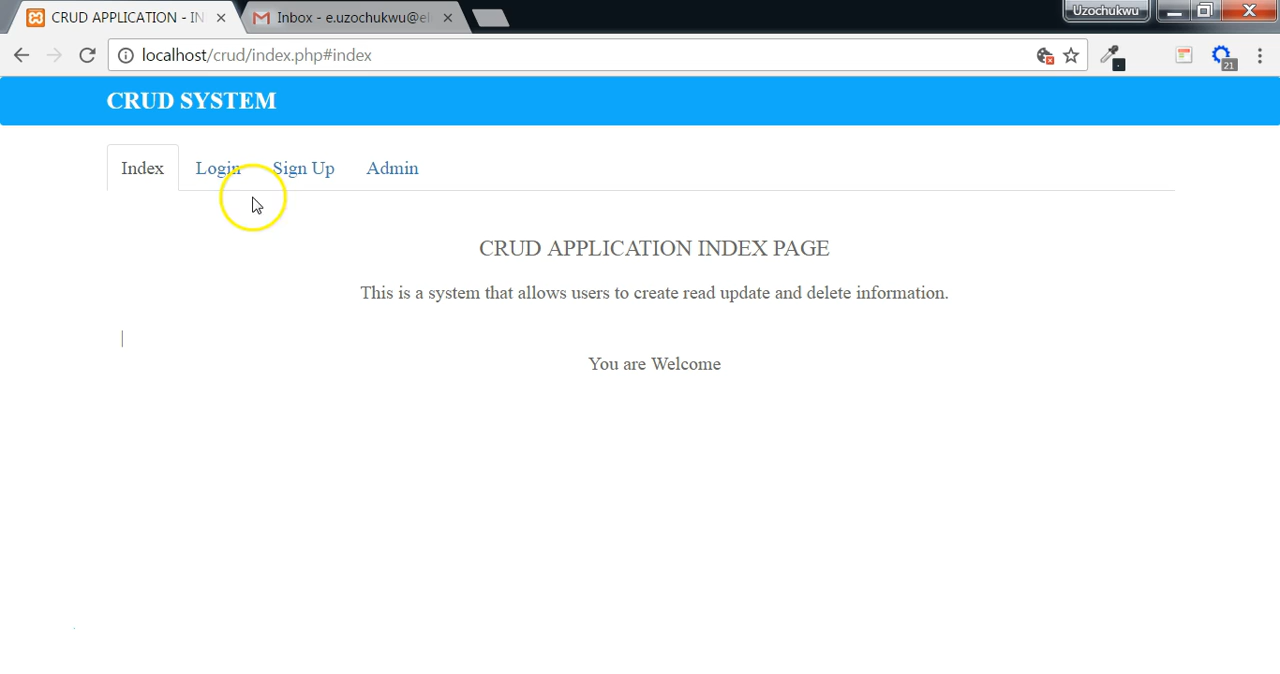 CRUD APPLICATION - IN
Inbox - e.uzochukwu@el
Uzochukwu
localhost/crud/index.php#index
21
CRUD SYSTEM
Index Login Sign Up Admin
CRUD APPLICATION INDEX PAGE
This is a system that allows users to create read update and delete information.
You are Welcome